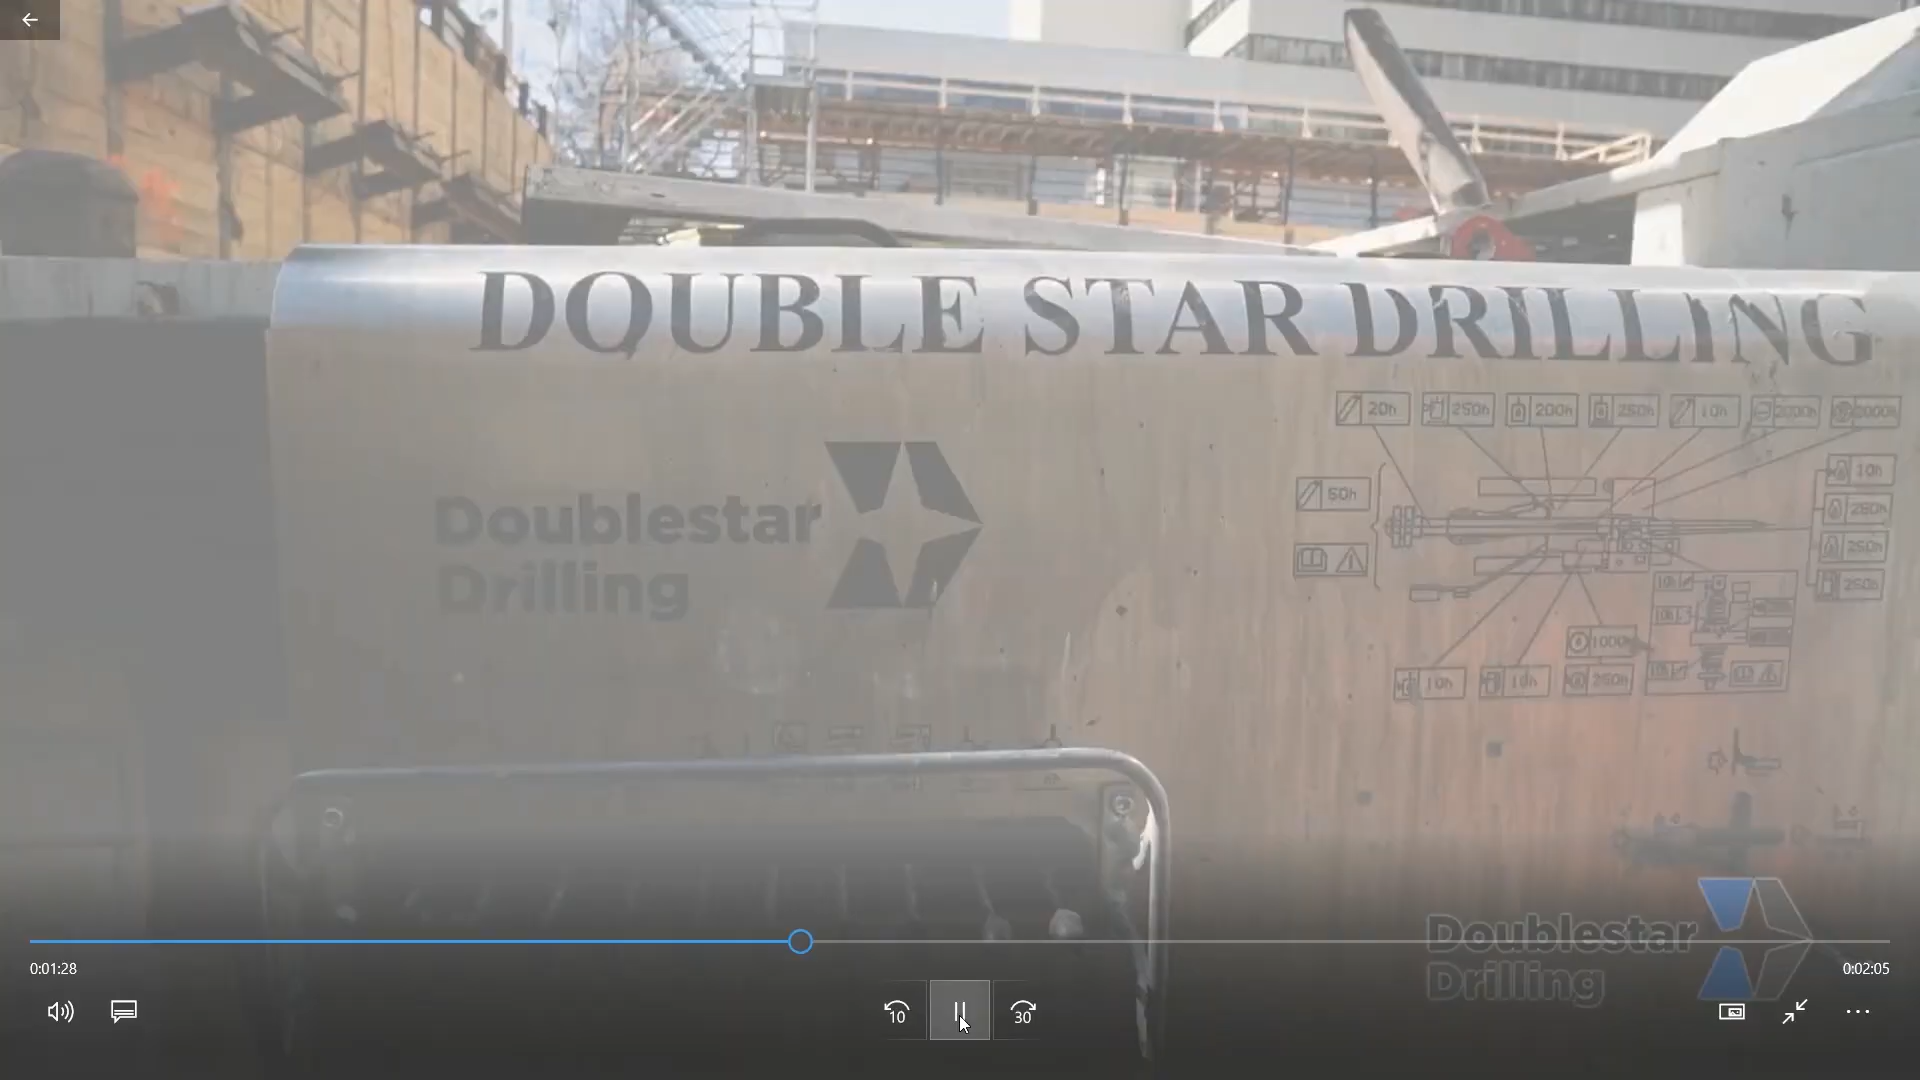 DOUBLE STAR DRILLING
20h 250h 200h 250h 10h 2000h
50h
10h
250h
250h
250h
Doublestar
Drilling
1000h
10h 10h 250h
Doublestar
Drilling
0:01:28
0:02:05
10
30